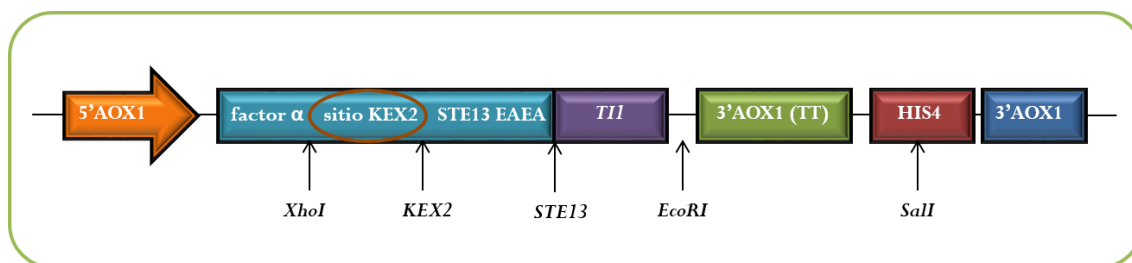 5'AOX1 factor α sitio KEX2 STE13 EAEA TI1 3'AOX1 (TT) HIS4 3'AOX1
XhoI KEX2 STE13 EcoRI SalI